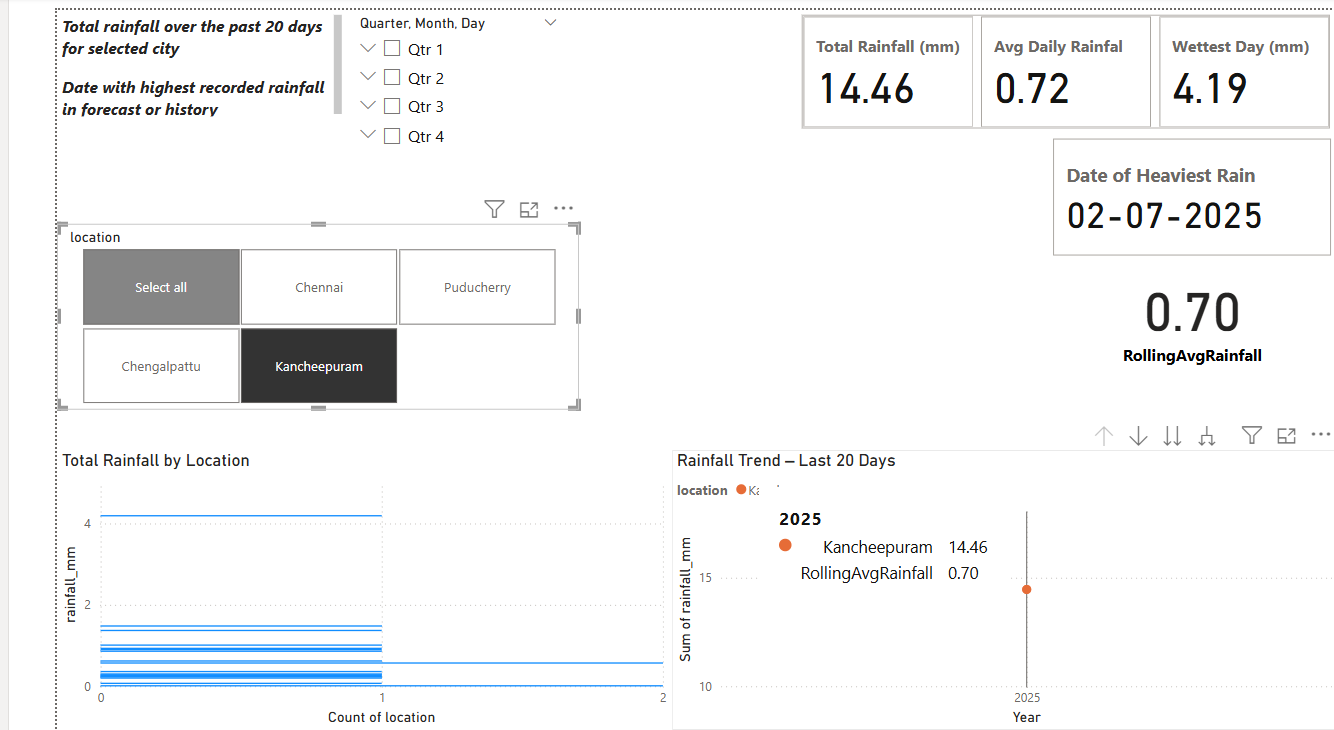 Total rainfall over the past 20 days
for selected city
Date with highest recorded rainfall
in forecast or history
Quarter, Month, Day
Qtr 1
Qtr 2
Qtr 3
Qtr 4
Total Rainfall (mm)
14.46
Avg Daily Rainfal
0.72
Wettest Day (mm)
4.19
Date of Heaviest Rain
02-07-2025
0.70
RollingAvgRainfall
location
Select all
Chennai
Puducherry
Chengalpattu
Kancheepuram
Total Rainfall by Location
rainfall_mm
4
2
0
0
1
2
Count of location
Rainfall Trend – Last 20 Days
location
2025
Kancheepuram 14.46
RollingAvgRainfall 0.70
Sum of rainfall_mm
15
10
2025
Year